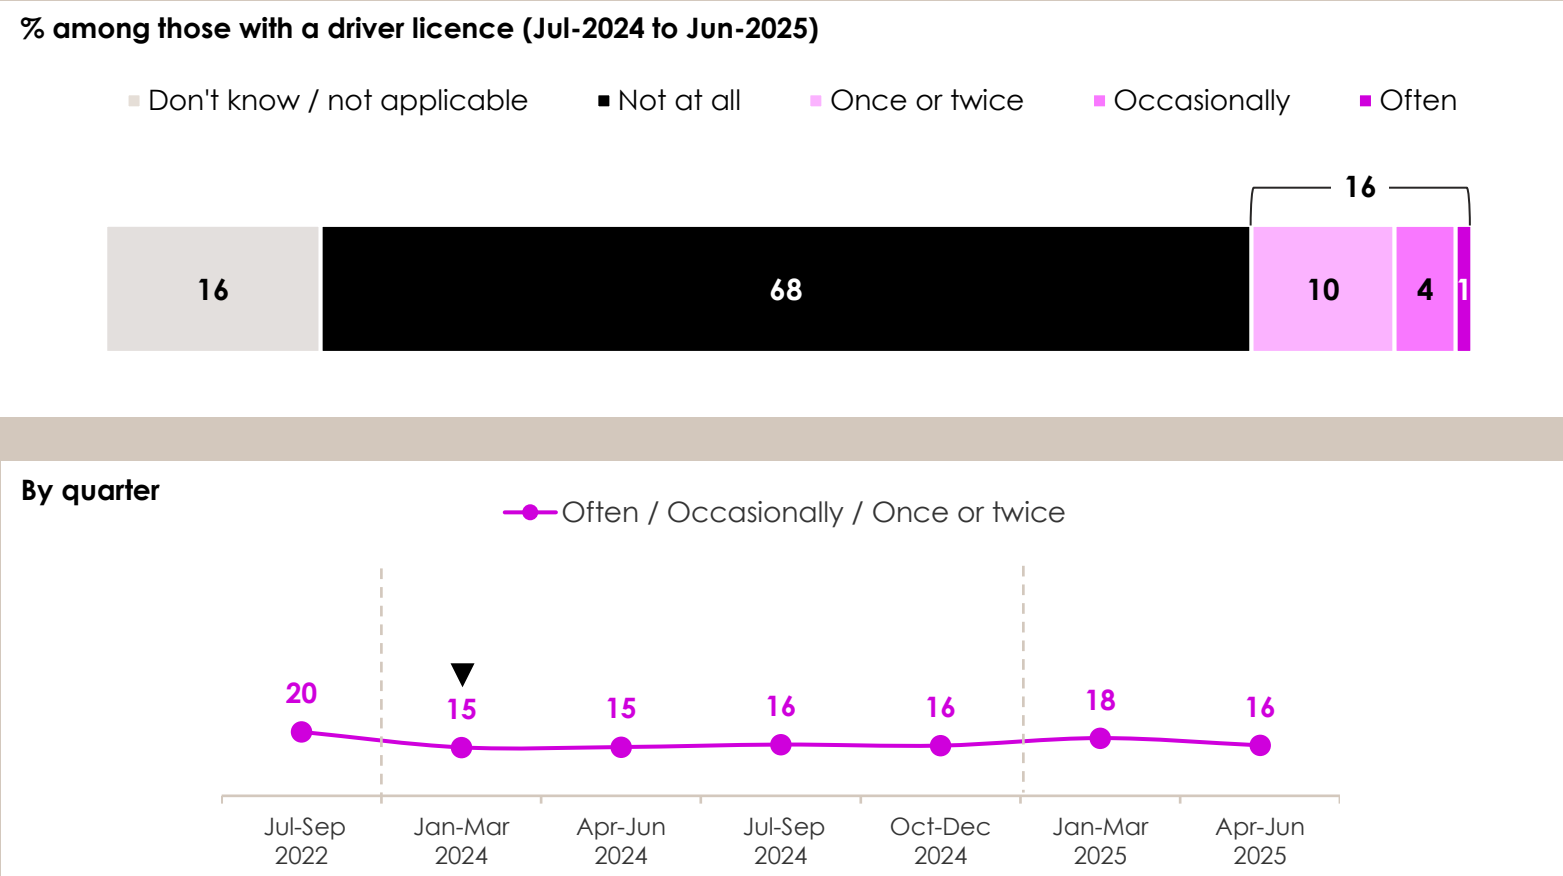 % among those with a driver licence (Jul-2024 to Jun-2025)
Don't know / not applicable Not at all Once or twice Occasionally Often
16
16 68 10 4 1
By quarter
Often / Occasionally / Once or twice
20 15 15 16 16 18 16
Jul-Sep Jan-Mar Apr-Jun Jul-Sep Oct-Dec Jan-Mar Apr-Jun
2022 2024 2024 2024 2024 2025 2025